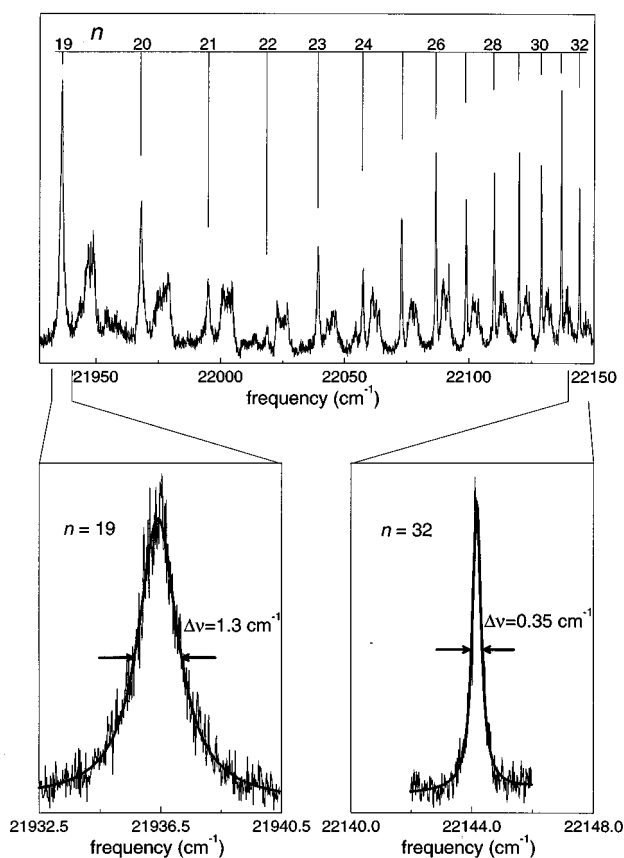 n
19 20 21 22 23 24 26 28 30 32
21950 22000 22050 22100 22150
frequency (cm⁻¹)
n = 19
Δν=1.3 cm⁻¹
21932.5 21936.5 21940.5
frequency (cm⁻¹)
n = 32
Δν=0.35 cm⁻¹
22140.0 22144.0 22148.0
frequency (cm⁻¹)